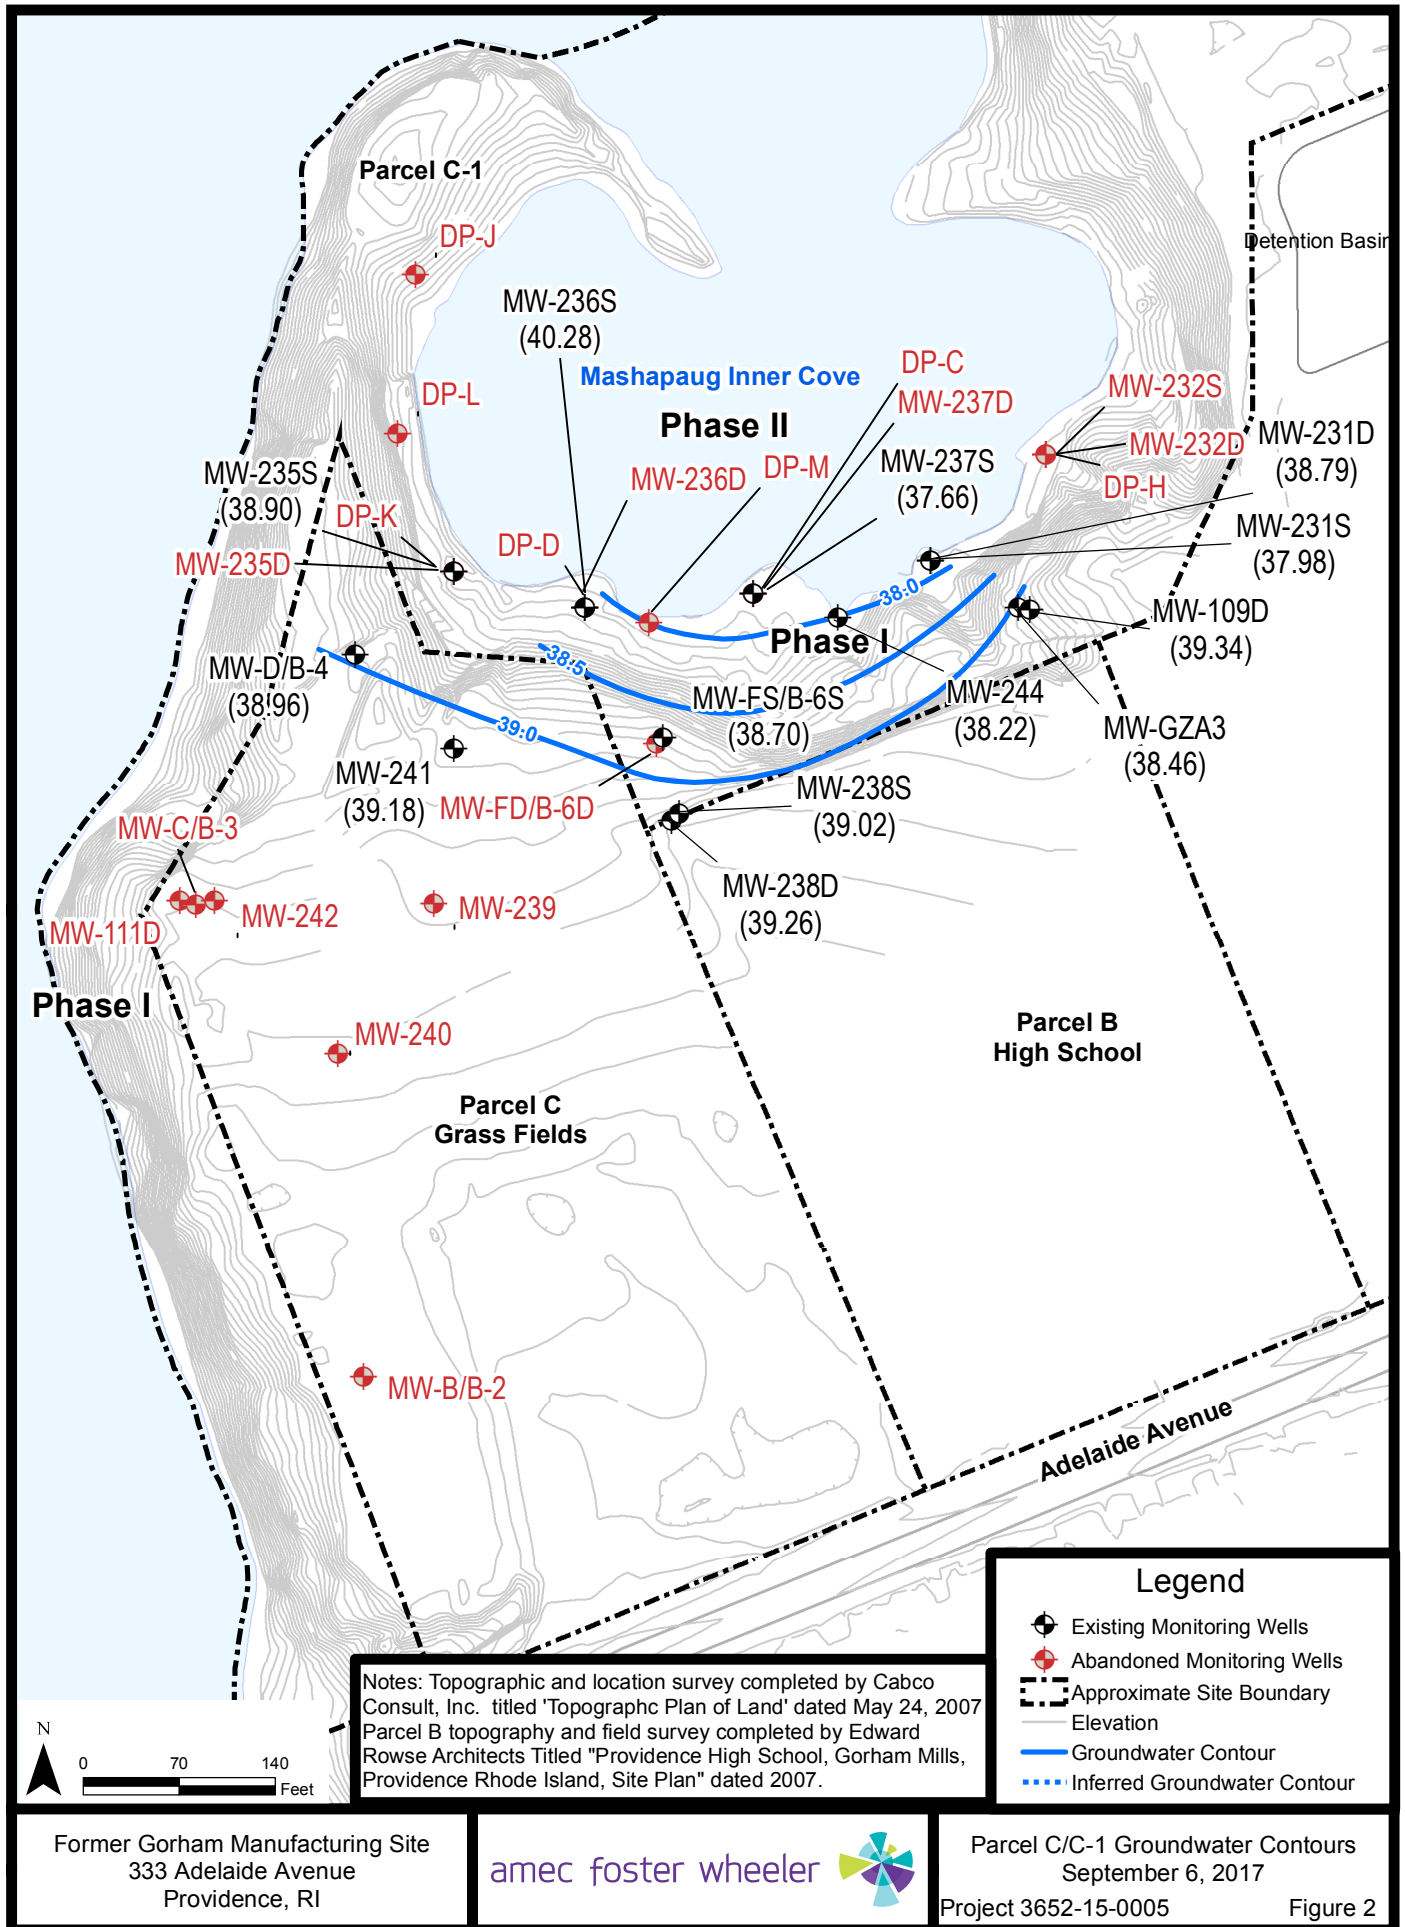 Parcel C-1
DP-J
Detention Basin
MW-236S
(40.28)
Mashapaug Inner Cove
DP-C
MW-237D
DP-L
Phase II
MW-232S
MW-232D
MW-231D
(38.79)
MW-235S
(38.90)
MW-236D
DP-M
MW-237S
(37.66)
DP-H
DP-K
MW-231S
(37.98)
DP-D
MW-235D
38.0
MW-109D
(39.34)
Phase I
MW-D/B-4
(38.96)
38.5
MW-FS/B-6S
(38.70)
MW-244
(38.22)
39.0
MW-GZA3
(38.46)
MW-241
(39.18)
MW-FD/B-6D
MW-238S
(39.02)
MW-C/B-3
MW-238D
(39.26)
MW-242
MW-239
MW-111D
Phase I
MW-240
Parcel B
High School
Parcel C
Grass Fields
MW-B/B-2
Adelaide Avenue
Legend
Existing Monitoring Wells
Abandoned Monitoring Wells
Approximate Site Boundary
Elevation
Groundwater Contour
Inferred Groundwater Contour
Notes: Topographic and location survey completed by Cabco
Consult, Inc. titled 'Topographc Plan of Land' dated May 24, 2007
Parcel B topography and field survey completed by Edward
Rowse Architects Titled "Providence High School, Gorham Mills,
Providence Rhode Island, Site Plan" dated 2007.
N
0 70 140
Feet
Former Gorham Manufacturing Site
333 Adelaide Avenue
Providence, RI
amec foster wheeler
Parcel C/C-1 Groundwater Contours
September 6, 2017
Project 3652-15-0005 Figure 2